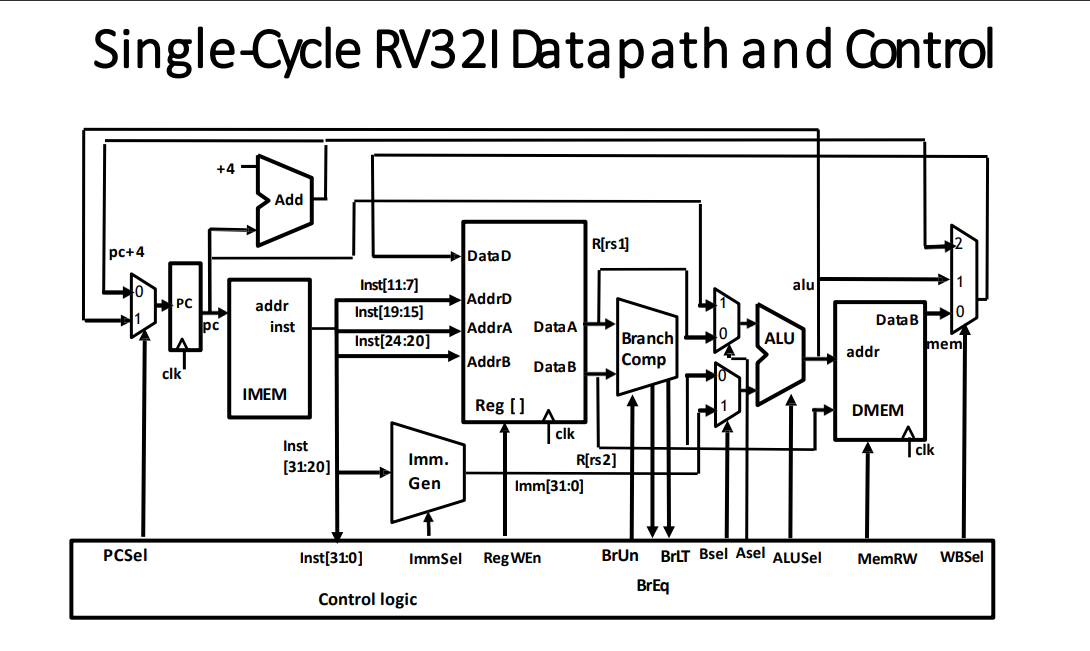 Single-Cycle RV32I Datapath and Control
+4
Add
pc+4
0
1
PC
pc
clk
addr
inst
IMEM
Inst[11:7]
Inst[19:15]
Inst[24:20]
Inst
[31:20]
DataD
AddrD
AddrA
AddrB
DataA
DataB
Reg [ ]
clk
Imm.
Gen
Imm[31:0]
R[rs1]
R[rs2]
Branch
Comp
1
0
0
1
ALU
alu
DataB
addr
DMEM
clk
mem
2
1
0
PCSel
Inst[31:0]
ImmSel
RegWEn
BrUn
BrEq
BrLT
Bsel
Asel
ALUSel
MemRW
WBSel
Control logic